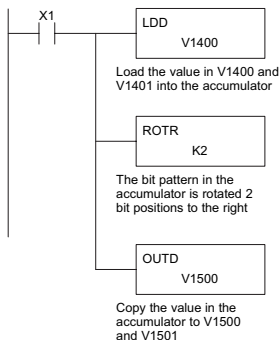 X1
LDD
V1400
Load the value in V1400 and
V1401 into the accumulator
ROTR
K2
The bit pattern in the
accumulator is rotated 2
bit positions to the right
OUTD
V1500
Copy the value in the
accumulator to V1500
and V1501